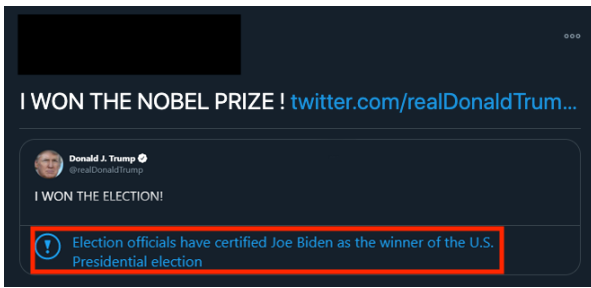 I WON THE NOBEL PRIZE ! twitter.com/realDonaldTrum...
Donald J. Trump
@realDonaldTrump
I WON THE ELECTION!
Election officials have certified Joe Biden as the winner of the U.S.
Presidential election